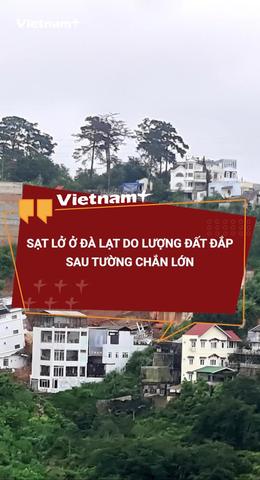 Vietnam+
Vietnam+
SẠT LỞ Ở ĐÀ LẠT DO LƯỢNG ĐẤT ĐẮP
SAU TƯỜNG CHẮN LỚN